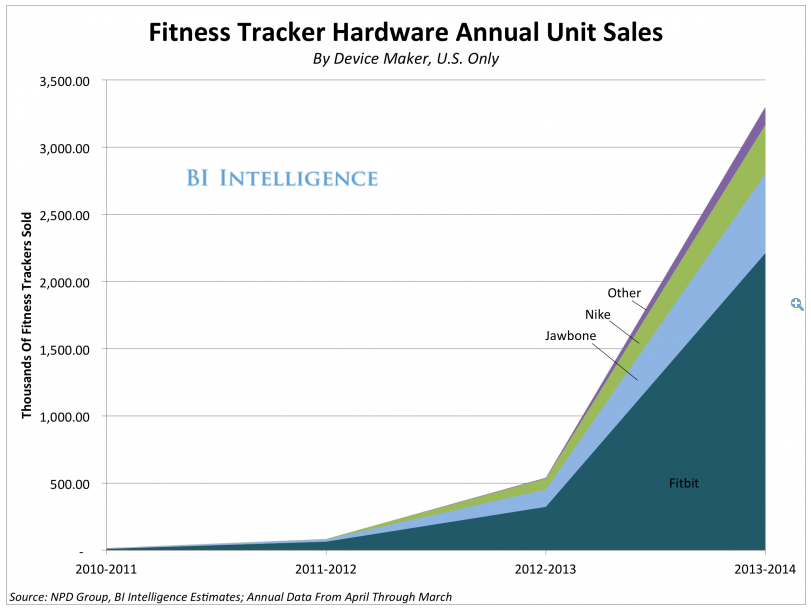 Fitness Tracker Hardware Annual Unit Sales
By Device Maker, U.S. Only
Thousands Of Fitness Trackers Sold
3,500.00
3,000.00
2,500.00
2,000.00
1,500.00
1,000.00
500.00
-
BI INTELLIGENCE
Other
Nike
Jawbone
Fitbit
2010-2011
2011-2012
2012-2013
2013-2014
Source: NPD Group, BI Intelligence Estimates; Annual Data From April Through March